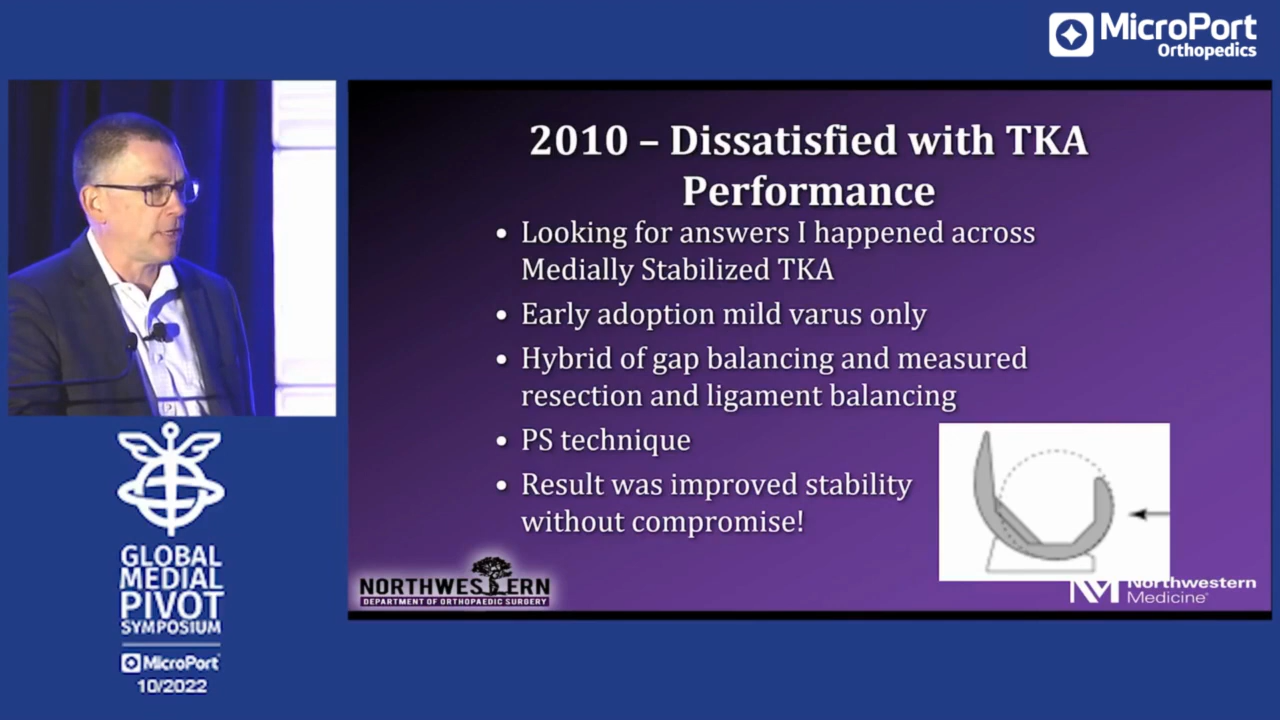 MicroPort
Orthopedics
2010 – Dissatisfied with TKA
Performance
• Looking for answers I happened across
Medially Stabilized TKA
• Early adoption mild varus only
• Hybrid of gap balancing and measured
resection and ligament balancing
• PS technique
• Result was improved stability
without compromise!
NORTHWESTERN
DEPARTMENT OF ORTHOPAEDIC SURGERY
NM
Northwestern
Medicine®
GLOBAL
MEDIAL
PIVOT
SYMPOSIUM
MicroPort
10/2022